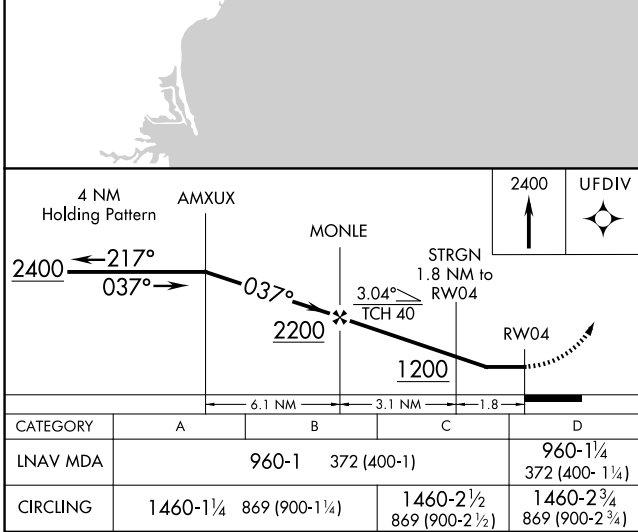 4 NM
Holding Pattern
AMXUX
MONLE
STRGN
1.8 NM to
RW04
RW04
2400
UFDIV
2400
217°
037°
037°
2200
3.04°
TCH 40
1200
6.1 NM
3.1 NM
1.8
CATEGORY A B C D
LNAV MDA 960-1 372 (400-1) 960-1¼
372 (400-1¼)
CIRCLING 1460-1¼ 869 (900-1¼) 1460-2½ 1460-2¾
869 (900-2½) 869 (900-2¾)